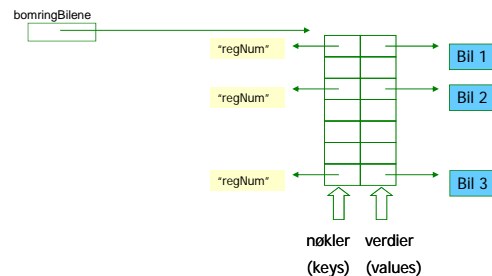 bomringBilene
"regNum"
Bil 1
"regNum"
Bil 2
"regNum"
Bil 3
nøkler verdier
(keys) (values)